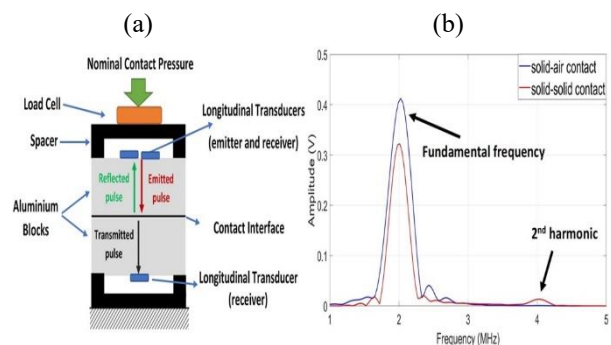 (a)
Nominal Contact Pressure
Load Cell
Spacer
Longitudinal Transducers
(emitter and receiver)
Reflected
pulse
Emitted
pulse
Aluminium
Blocks
Contact Interface
Transmitted
pulse
Longitudinal Transducer
(receiver)
(b)
solid-air contact
solid-solid contact
Fundamental frequency
2nd harmonic
Amplitude (V)
0.5
0.4
0.3
0.2
0.1
0
1
2
3
4
5
Frequency (MHz)